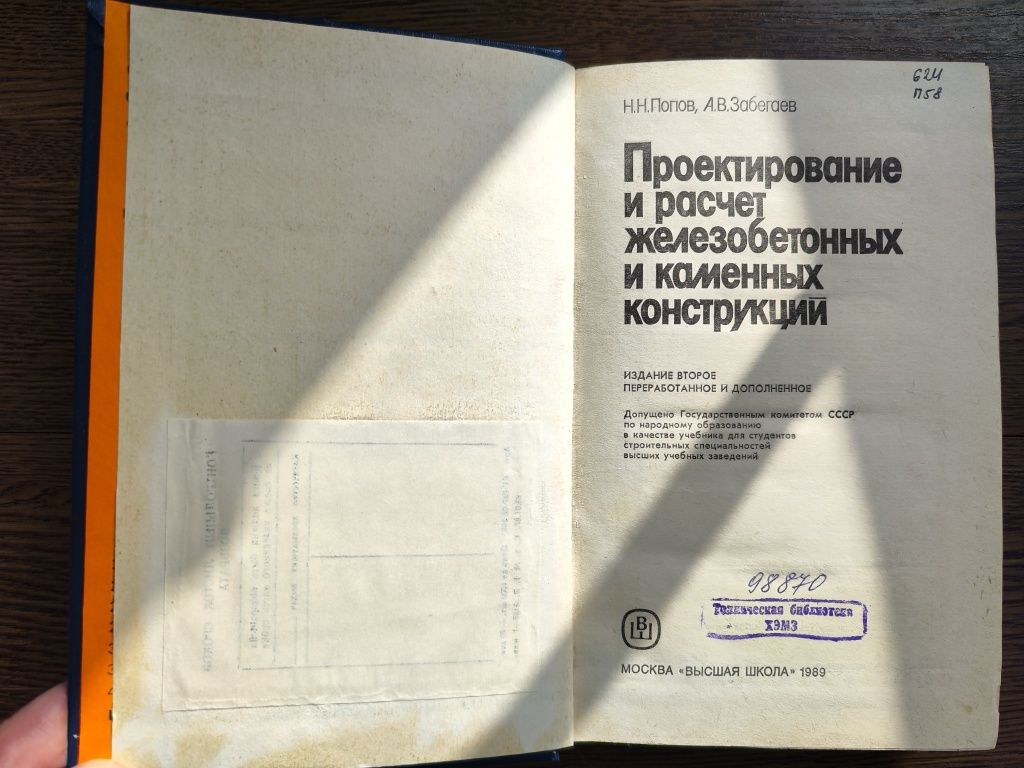 624
П58
Н.Н.Попов, А.В.Забегаев
Проектирование
и расчет
железобетонных
и каменных
конструкций
ИЗДАНИЕ ВТОРОЕ
ПЕРЕРАБОТАННОЕ И ДОПОЛНЕННОЕ
Допущено Государственным комитетом СССР
по народному образованию
в качестве учебника для студентов
строительных специальностей
высших учебных заведений
98870
Техническая библиотека
ХЭМЗ
МОСКВА «ВЫСШАЯ ШКОЛА» 1989